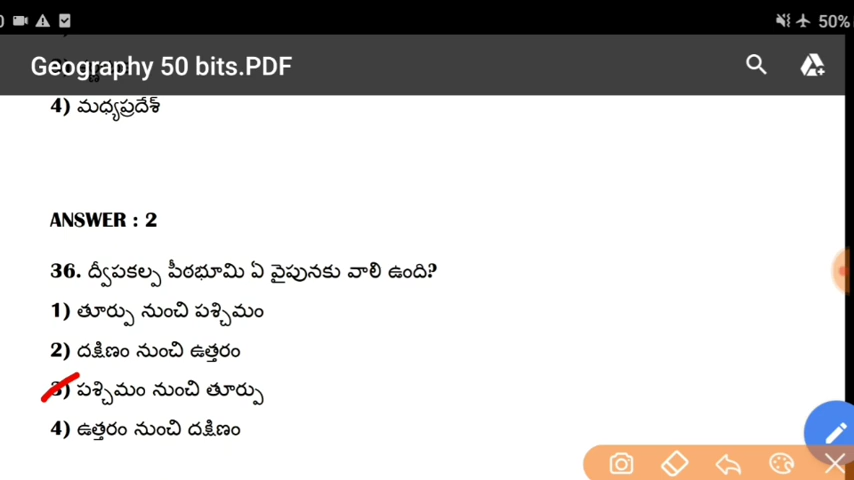 50%
Geography 50 bits.PDF
4) మధ్యప్రదేశ్
ANSWER : 2
36. ద్వీపకల్ప పీఠభూమి ఏ వైపునకు వాలి ఉంది?
1) తూర్పు నుంచి పశ్చిమం
2) దక్షిణం నుంచి ఉత్తరం
3) పశ్చిమం నుంచి తూర్పు
4) ఉత్తరం నుంచి దక్షిణం